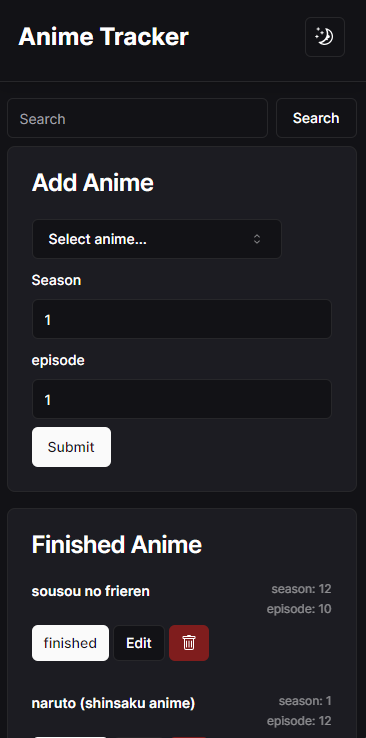 Anime Tracker
Search
Search
Add Anime
Select anime...
Season
1
episode
1
Submit
Finished Anime
sousou no frieren
season: 12
episode: 10
finished
Edit
naruto (shinsaku anime)
season: 1
episode: 12